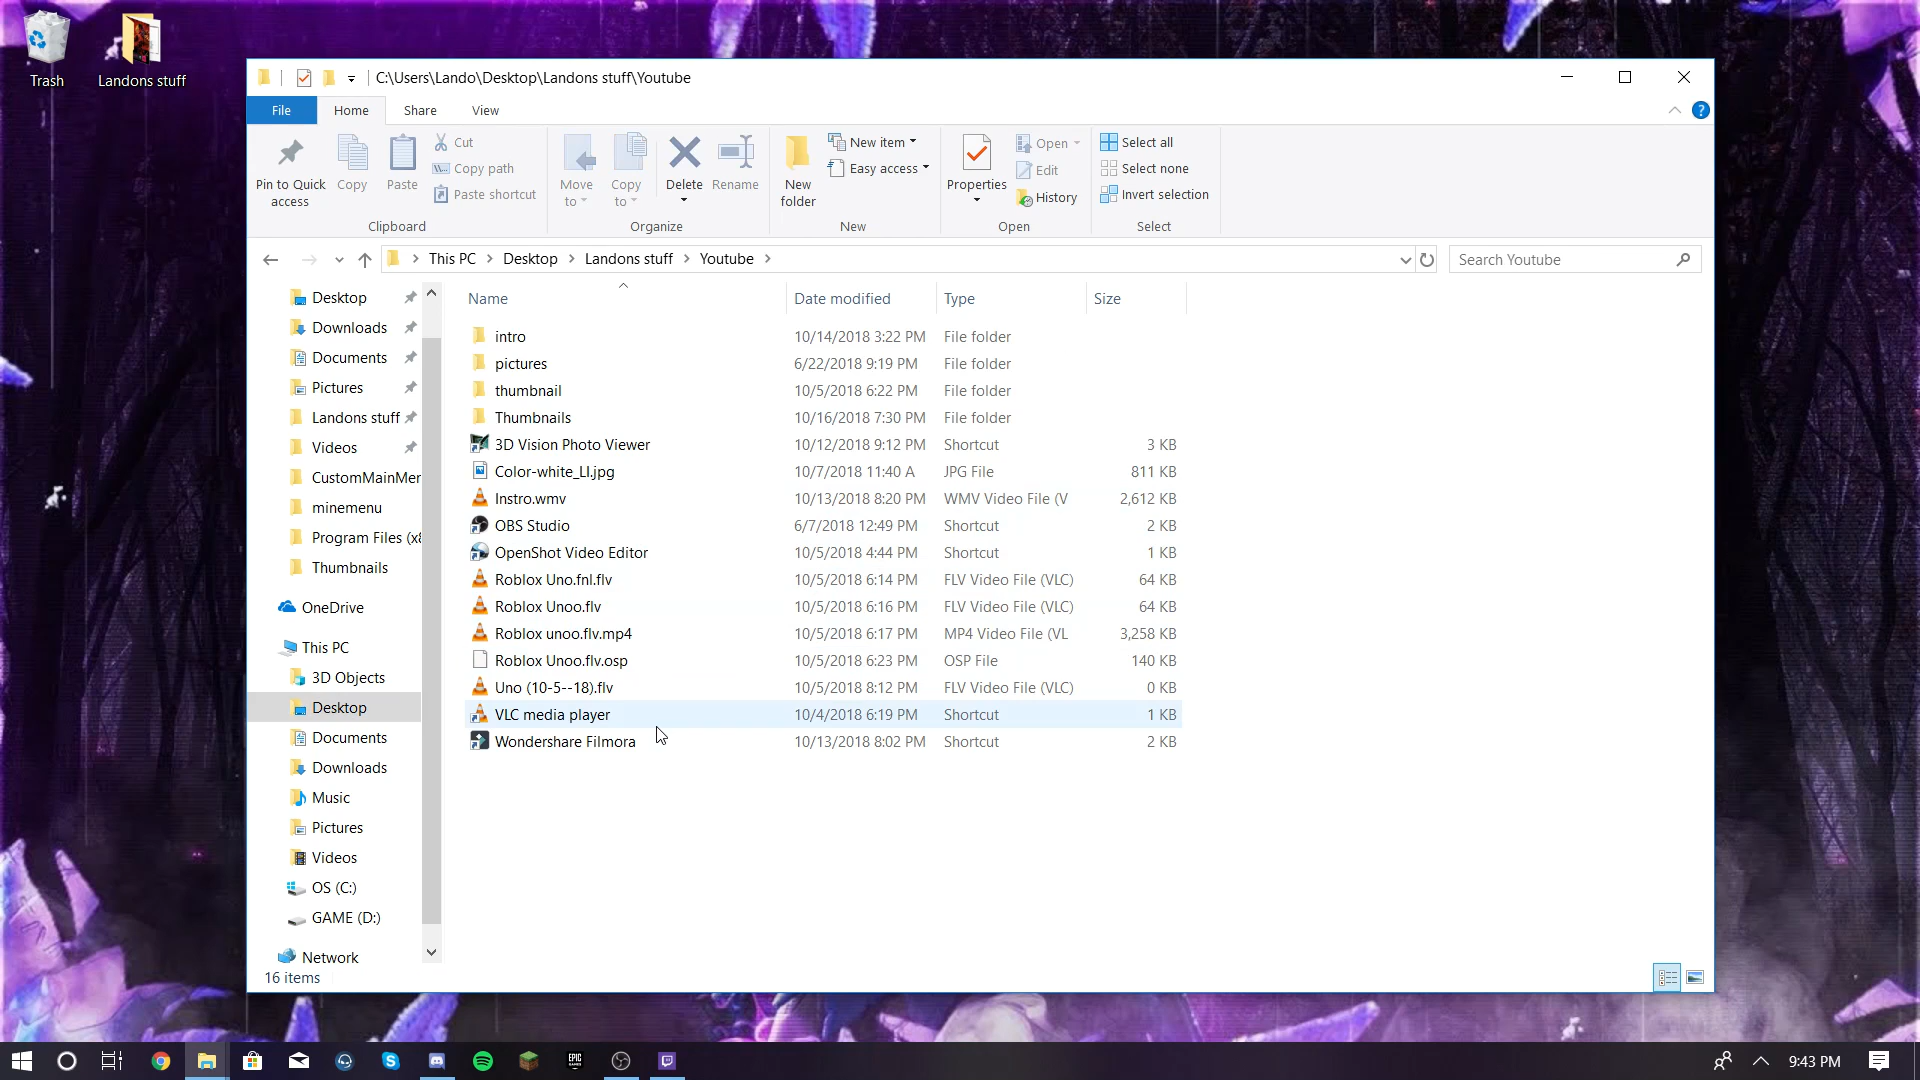 Trash
Landons stuff
C:\Users\Lando\Desktop\Landons stuff\Youtube
File Home Share View
Pin to Quick access
Copy
Paste
Cut
Copy path
Paste shortcut
Clipboard
Move to
Copy to
Delete
Rename
Organize
New folder
New item
Easy access
New
Properties
Open
Edit
History
Open
Select all
Select none
Invert selection
Select
This PC > Desktop > Landons stuff > Youtube >
Search Youtube
Desktop
Downloads
Documents
Pictures
Landons stuff
Videos
CustomMainMer
minemenu
Program Files (x8
Thumbnails
OneDrive
This PC
3D Objects
Desktop
Documents
Downloads
Music
Pictures
Videos
OS (C:)
GAME (D:)
Network
Name Date modified Type Size
intro 10/14/2018 3:22 PM File folder
pictures 6/22/2018 9:19 PM File folder
thumbnail 10/5/2018 6:22 PM File folder
Thumbnails 10/16/2018 7:30 PM File folder
3D Vision Photo Viewer 10/12/2018 9:12 PM Shortcut 3 KB
Color-white_LI.jpg 10/7/2018 11:40 A JPG File 811 KB
Instro.wmv 10/13/2018 8:20 PM WMV Video File (V 2,612 KB
OBS Studio 6/7/2018 12:49 PM Shortcut 2 KB
OpenShot Video Editor 10/5/2018 4:44 PM Shortcut 1 KB
Roblox Uno.fnl.flv 10/5/2018 6:14 PM FLV Video File (VLC) 64 KB
Roblox Unoo.flv 10/5/2018 6:16 PM FLV Video File (VLC) 64 KB
Roblox unoo.flv.mp4 10/5/2018 6:17 PM MP4 Video File (VL 3,258 KB
Roblox Unoo.flv.osp 10/5/2018 6:23 PM OSP File 140 KB
Uno (10-5--18).flv 10/5/2018 8:12 PM FLV Video File (VLC) 0 KB
VLC media player 10/4/2018 6:19 PM Shortcut 1 KB
Wondershare Filmora 10/13/2018 8:02 PM Shortcut 2 KB
16 items
EPIC GAMES
9:43 PM